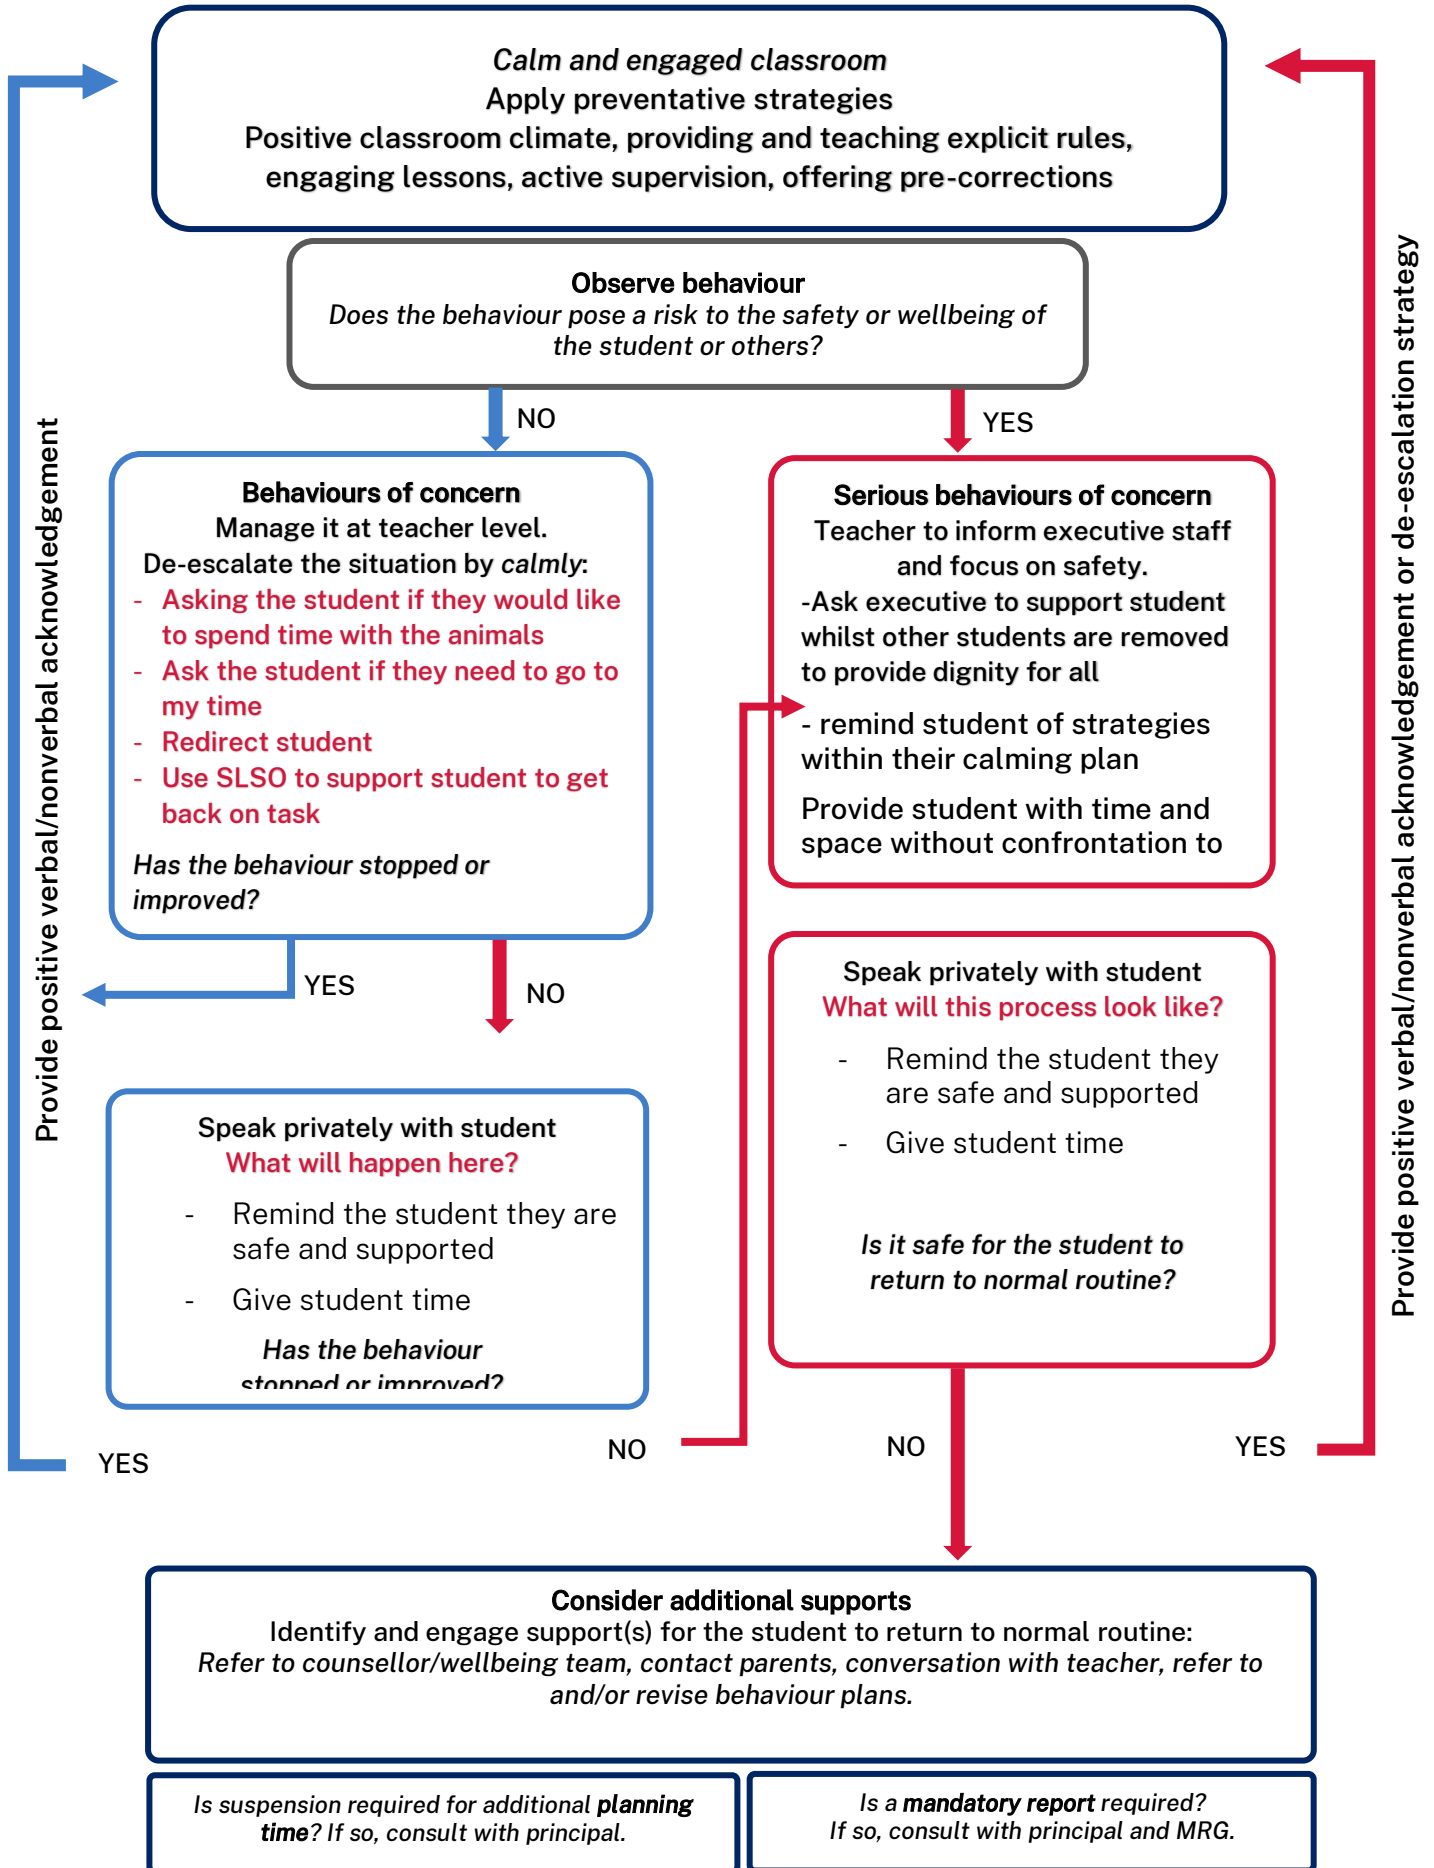 Calm and engaged classroom
Apply preventative strategies
Positive classroom climate, providing and teaching explicit rules,
engaging lessons, active supervision, offering pre-corrections
Observe behaviour
Does the behaviour pose a risk to the safety or wellbeing of
the student or others?
NO
YES
Behaviours of concern
Manage it at teacher level.
De-escalate the situation by calmly:
- Asking the student if they would like
to spend time with the animals
- Ask the student if they need to go to
my time
- Redirect student
- Use SLSO to support student to get
back on task
Has the behaviour stopped or
improved?
Serious behaviours of concern
Teacher to inform executive staff
and focus on safety.
-Ask executive to support student
whilst other students are removed
to provide dignity for all
- remind student of strategies
within their calming plan
Provide student with time and
space without confrontation to
YES
NO
Speak privately with student
What will happen here?
- Remind the student they are
safe and supported
- Give student time
Has the behaviour
stopped or improved?
Speak privately with student
What will this process look like?
- Remind the student they
are safe and supported
- Give student time
Is it safe for the student to
return to normal routine?
YES
NO
NO
YES
Provide positive verbal/nonverbal acknowledgement
Provide positive verbal/nonverbal acknowledgement or de-escalation strategy
Consider additional supports
Identify and engage support(s) for the student to return to normal routine:
Refer to counsellor/wellbeing team, contact parents, conversation with teacher, refer to
and/or revise behaviour plans.
Is suspension required for additional planning
time? If so, consult with principal.
Is a mandatory report required?
If so, consult with principal and MRG.